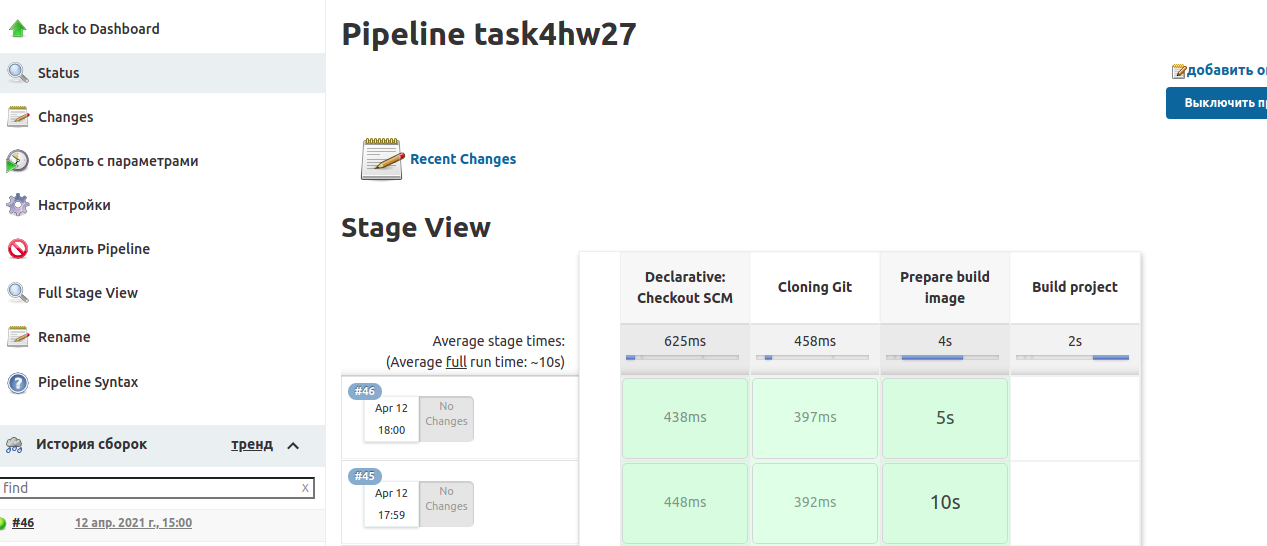 Back to Dashboard
Status
Changes
Собрать с параметрами
Настройки
Удалить Pipeline
Full Stage View
Rename
Pipeline Syntax
История сборок тренд
find x
#46 12 апр. 2021 г., 15:00
Pipeline task4hw27
добавить о
Выключить п
Recent Changes
Stage View
Declarative: Checkout SCM
Cloning Git
Prepare build image
Build project
Average stage times:
(Average full run time: ~10s)
625ms 458ms 4s 2s
#46
Apr 12
18:00
No
Changes
438ms 397ms 5s
#45
Apr 12
17:59
No
Changes
448ms 392ms 10s